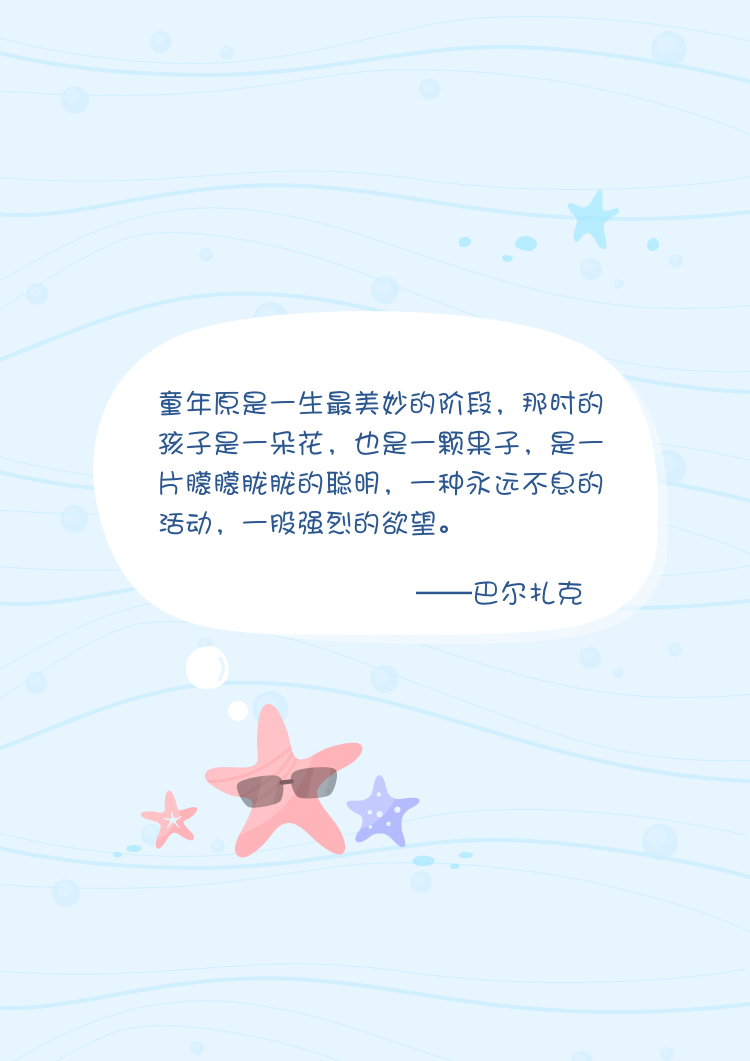 童年原是一生最美妙的阶段，那时的
孩子是一朵花，也是一颗果子，是一
片朦朦胧胧的聪明，一种永远不息的
活动，一股强烈的欲望。
——巴尔扎克